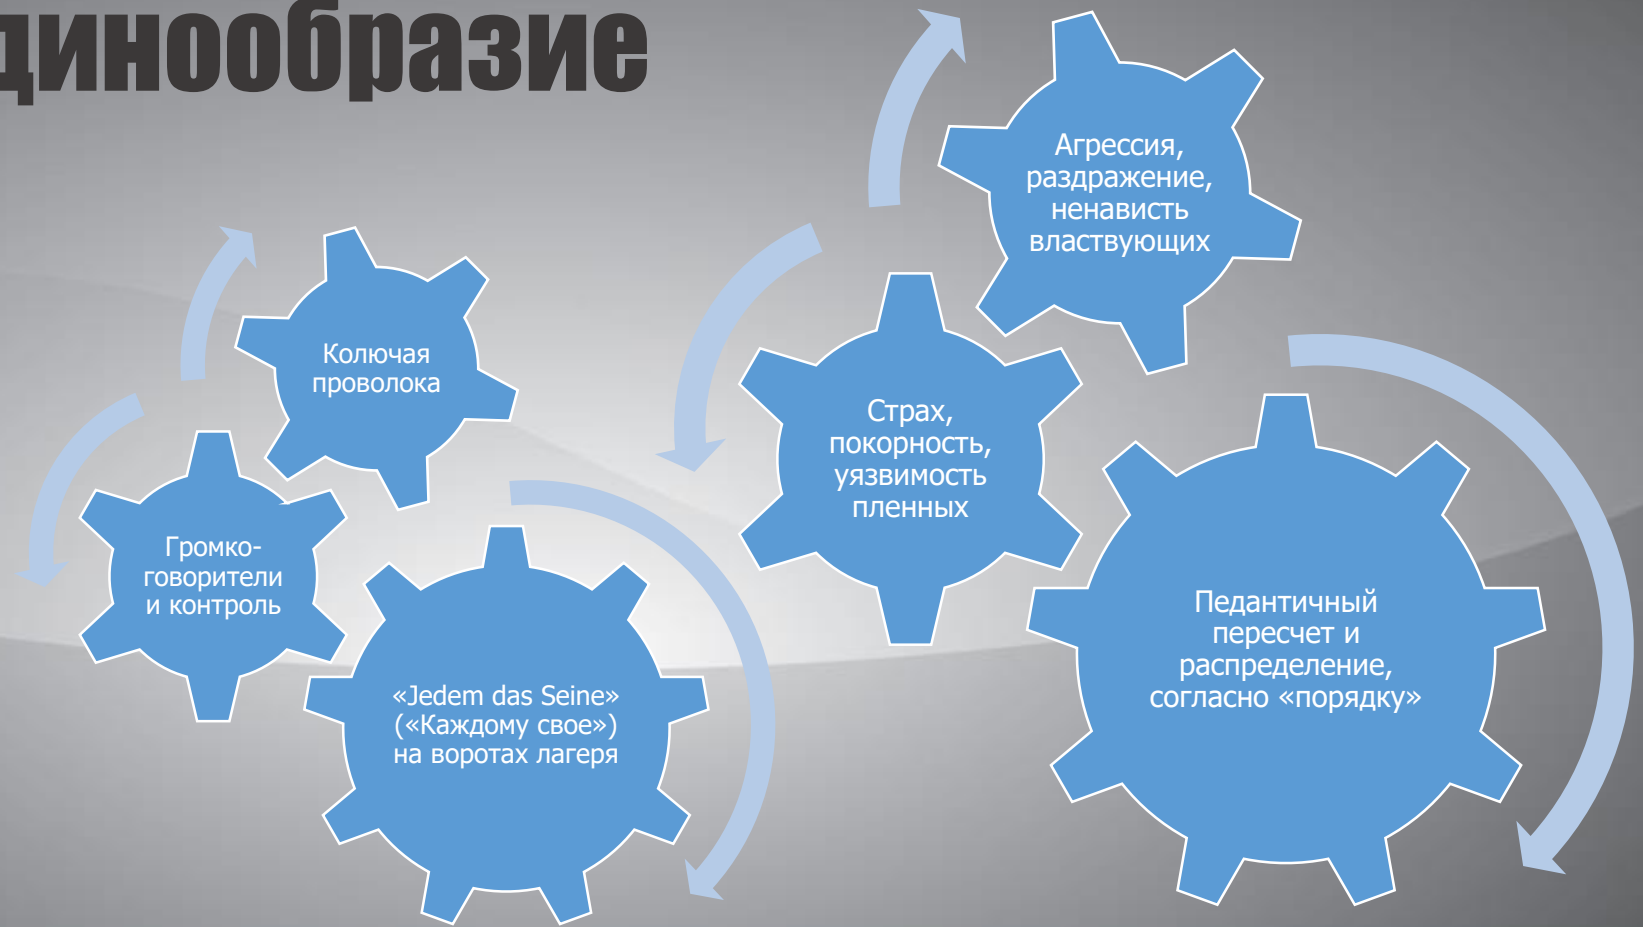 динообразие
Колючая
проволока
Громко-
говорители
и контроль
«Jedem das Seine»
(«Каждому свое»)
на воротах лагеря
Агрессия,
раздражение,
ненависть
властвующих
Страх,
покорность,
уязвимость
пленных
Педантичный
пересчет и
распределение,
согласно «порядку»